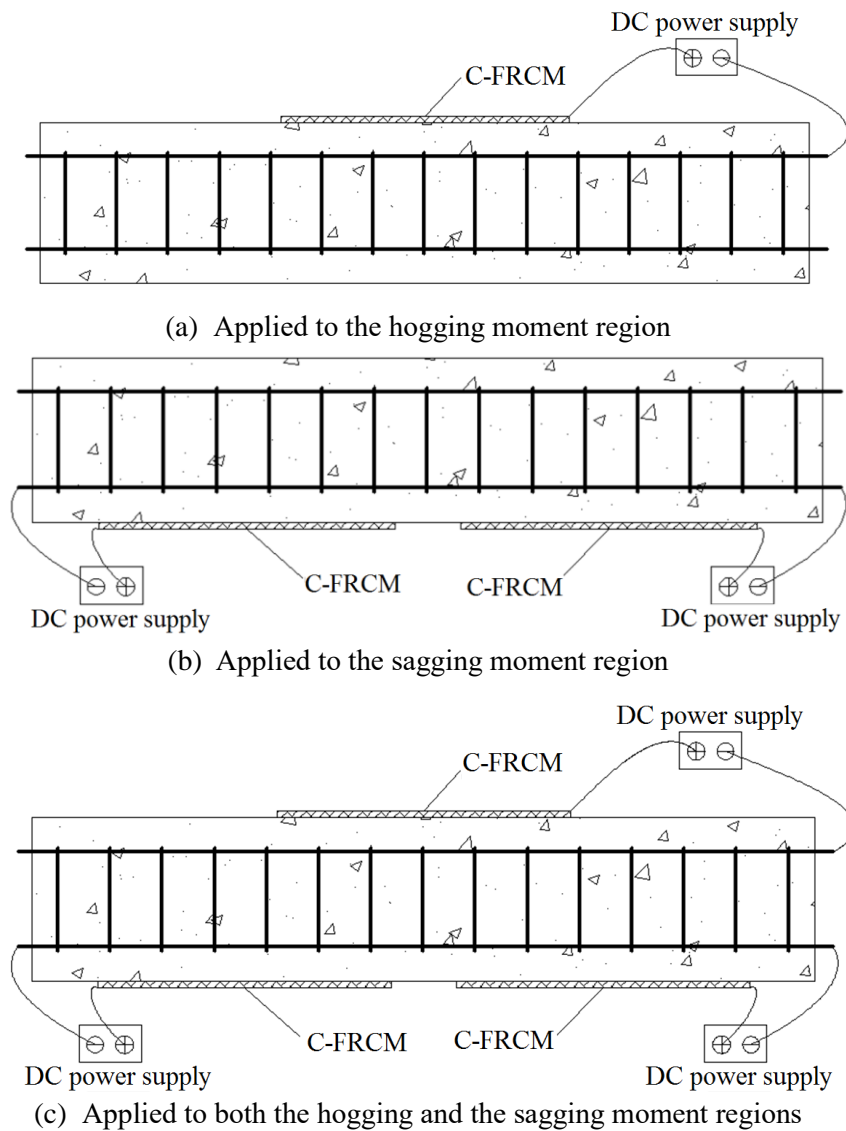 DC power supply
C-FRCM
(a) Applied to the hogging moment region
C-FRCM
C-FRCM
DC power supply
DC power supply
(b) Applied to the sagging moment region
DC power supply
C-FRCM
C-FRCM
C-FRCM
DC power supply
DC power supply
(c) Applied to both the hogging and the sagging moment regions